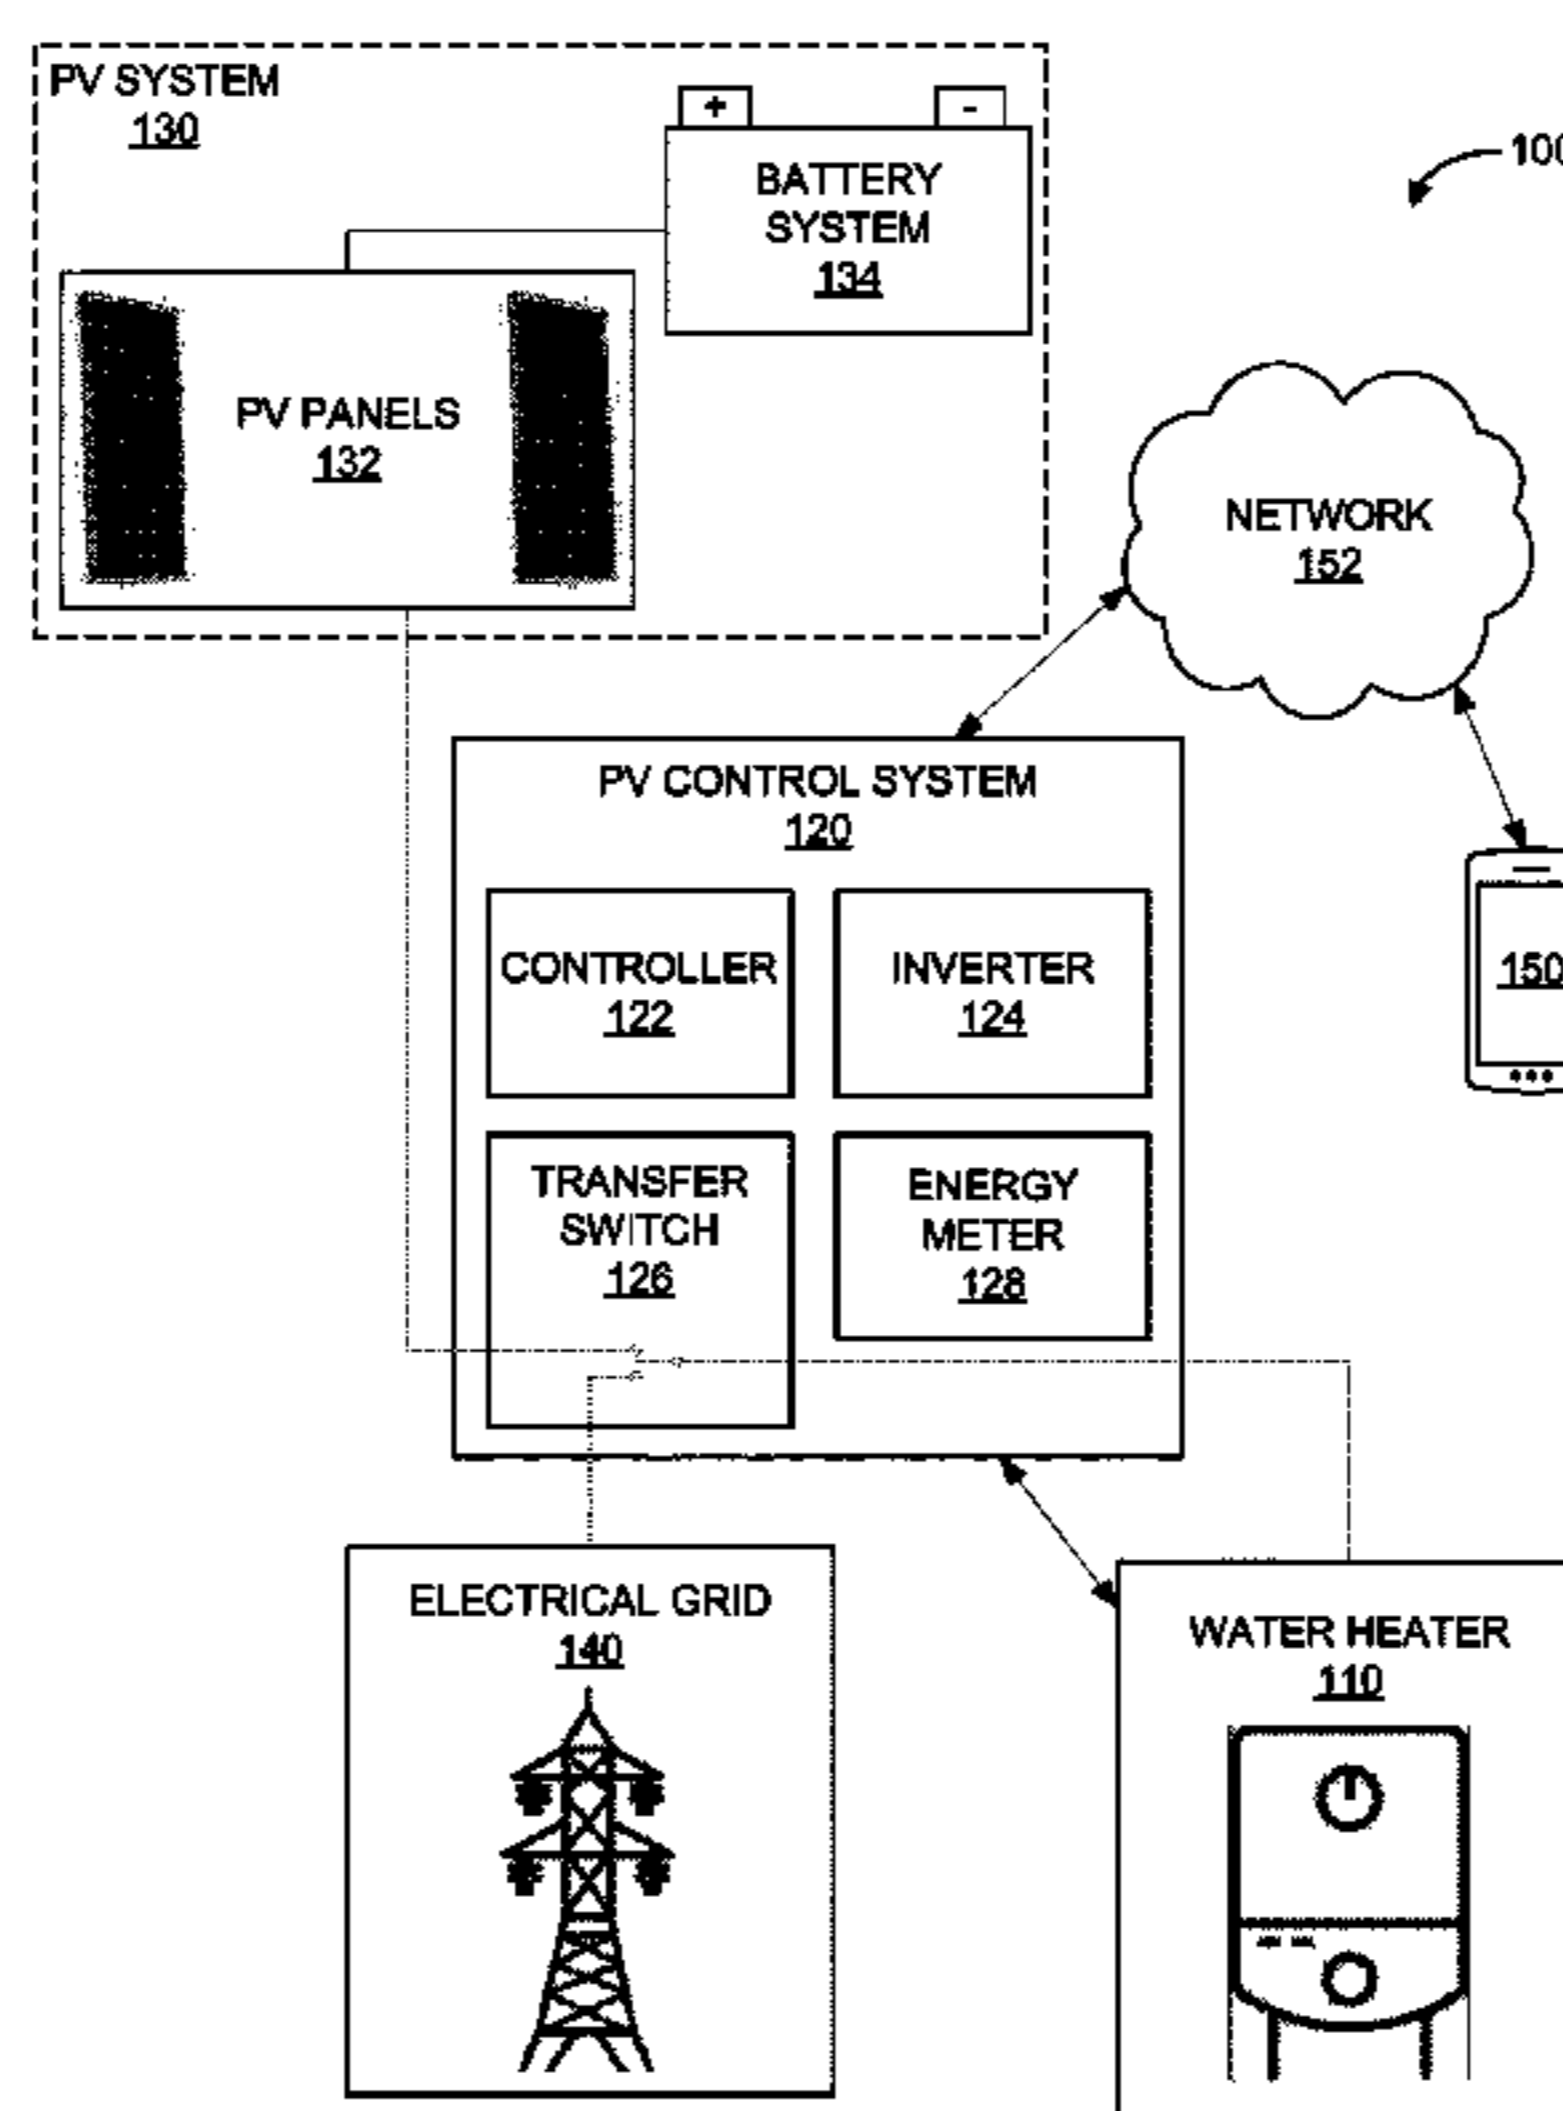 PV SYSTEM
130
+
-
BATTERY
SYSTEM
134
100
PV PANELS
132
NETWORK
152
PV CONTROL SYSTEM
120
CONTROLLER
122
INVERTER
124
150
TRANSFER
SWITCH
126
ENERGY
METER
128
ELECTRICAL GRID
140
WATER HEATER
110